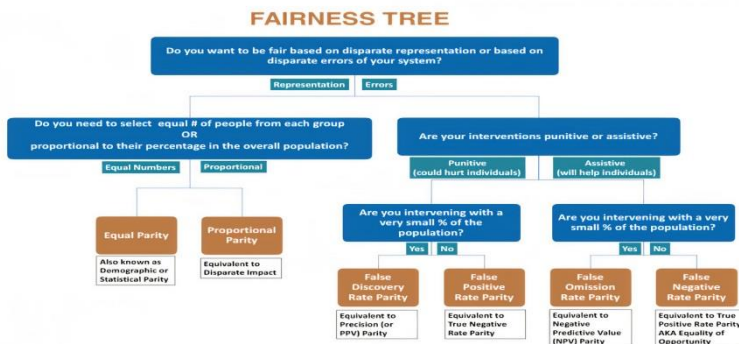 FAIRNESS TREE
Do you want to be fair based on disparate representation or based on
disparate errors of your system?
Representation
Errors
Do you need to select equal # of people from each group
OR
proportional to their percentage in the overall population?
Equal Numbers
Proportional
Equal Parity
Also known as
Demographic or
Statistical Parity
Proportional
Parity
Equivalent to
Disparate Impact
Are your interventions punitive or assistive?
Punitive
(could hurt individuals)
Assistive
(will help individuals)
Are you intervening with a
very small % of the
population?
Yes
No
False
Discovery
Rate Parity
Equivalent to
Precision (or
PPV) Parity
False
Positive
Rate Parity
Equivalent to
True Negative
Rate Parity
Are you intervening with a very
small % of the population?
Yes
No
False
Omission
Rate Parity
Equivalent to
Negative
Predictive Value
(NPV) Parity
False
Negative
Rate Parity
Equivalent to True
Positive Rate Parity
AKA Equality of
Opportunity